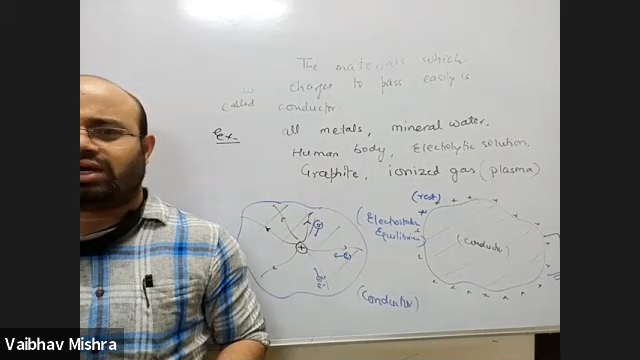 The materials which
charges to pass easily is
called conductor.
Ex. all metals, mineral water.
Human body, Electrolytic solution.
Graphite, ionized gas (plasma)
(rest)
(Electrostatic
Equilibrium)
(conductor)
(conductor)
Vaibhav Mishra